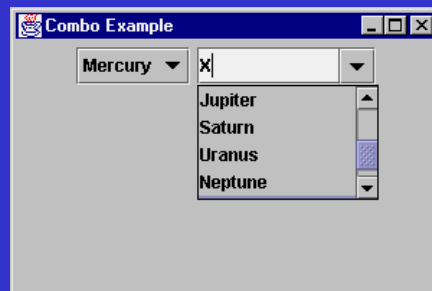 Combo Example
Mercury X
Jupiter
Saturn
Uranus
Neptune